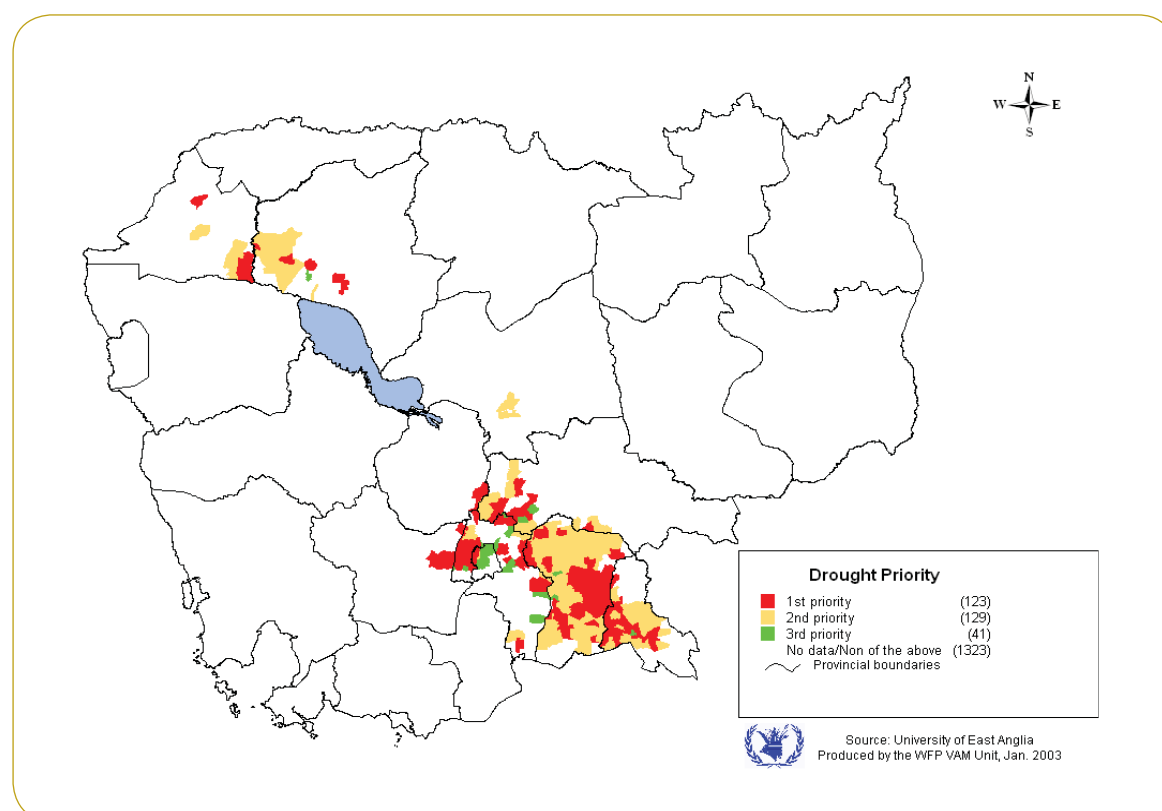 N
W E
S
Drought Priority
1st priority (123)
2nd priority (129)
3rd priority (41)
No data/Non of the above (1323)
Provincial boundaries
Source: University of East Anglia
Produced by the WFP VAM Unit, Jan. 2003